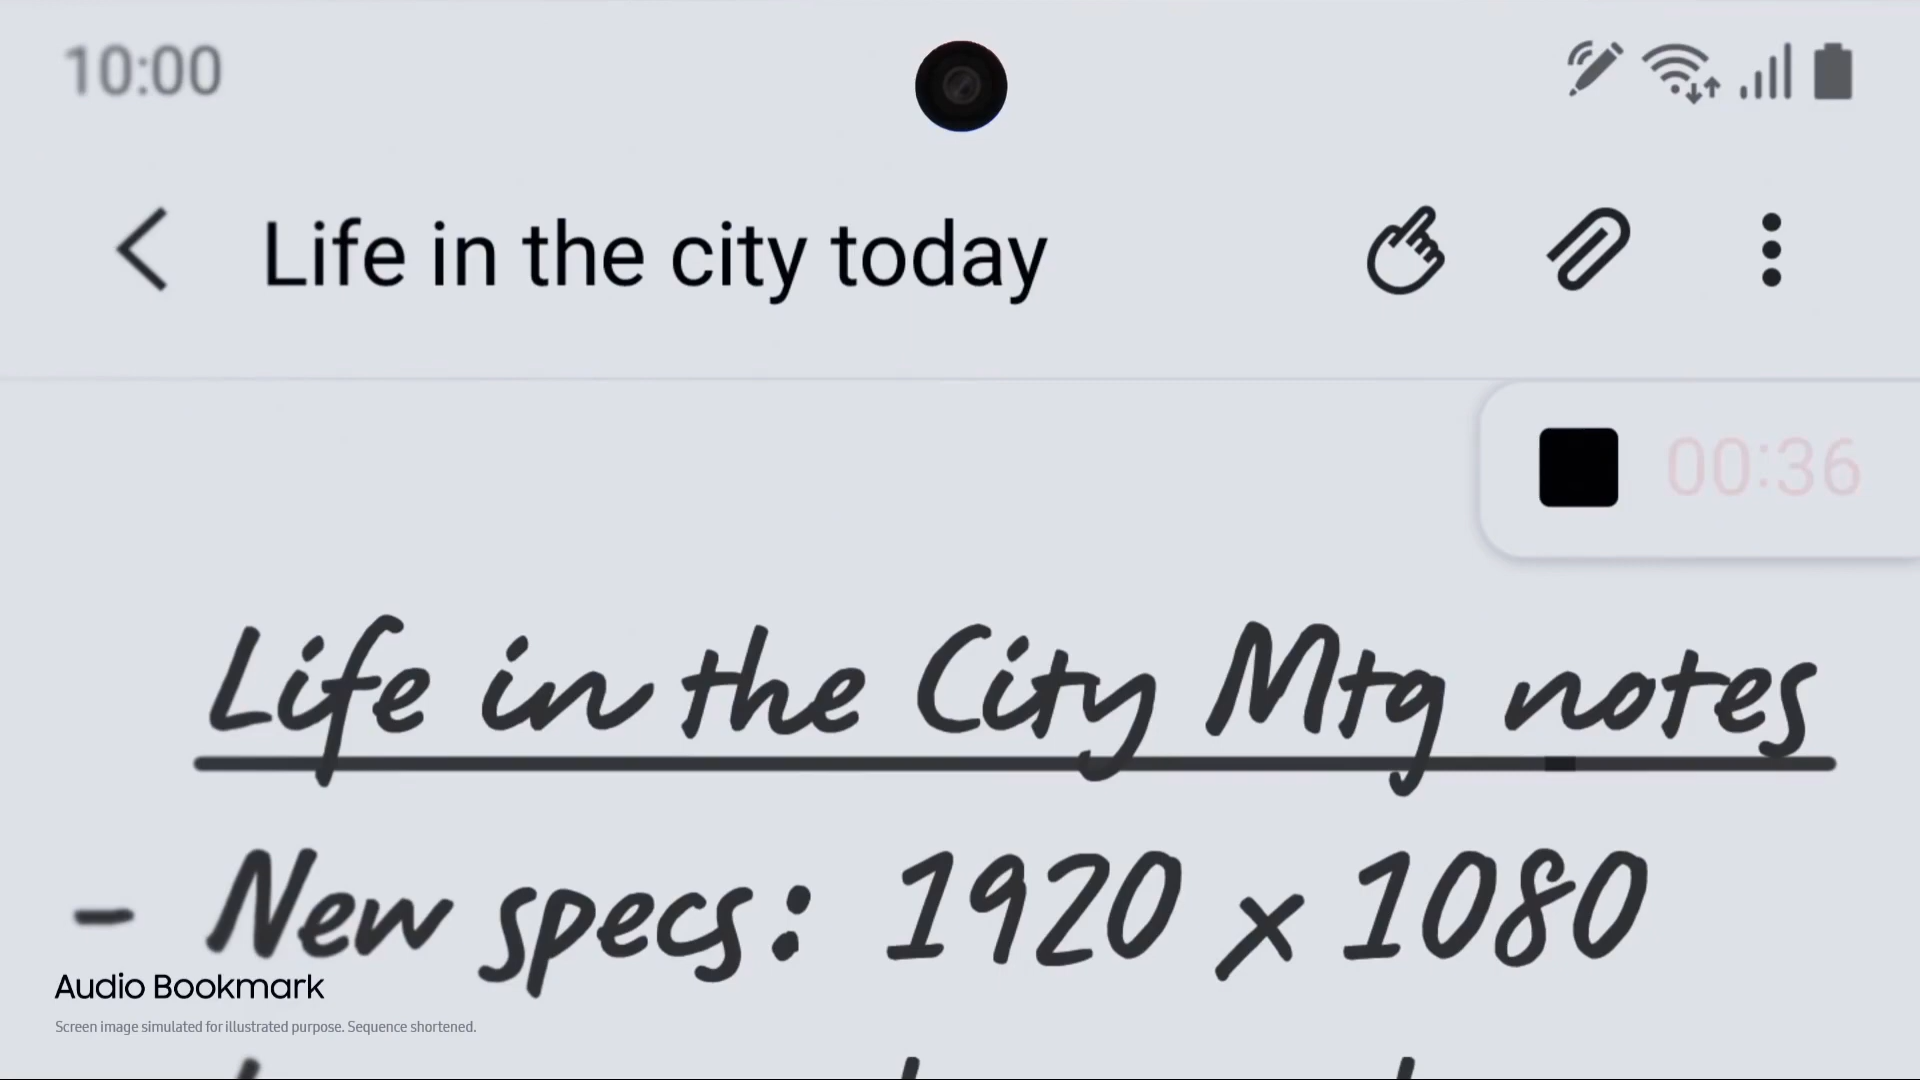 10:00
Life in the city today
00:36
Life in the City Mtg notes
- New specs: 1920 x 1080
Audio Bookmark
Screen image simulated for illustrated purpose. Sequence shortened.